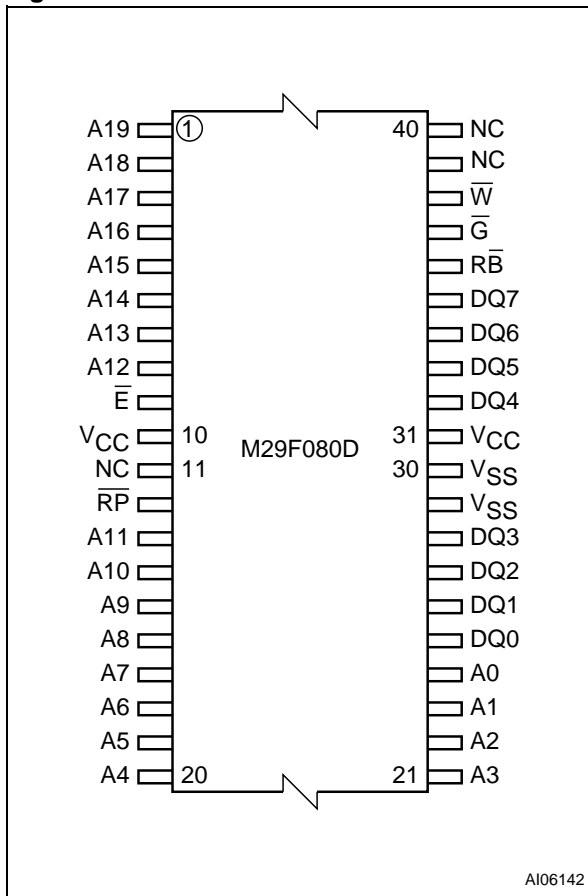 A19 1 40 NC
A18 NC
A17 W̅
A16 G̅
A15 RB̅
A14 DQ7
A13 DQ6
A12 DQ5
E̅ DQ4
VCC 10 31 VCC
M29F080D
NC 11 30 VSS
R̅P̅ VSS
A11 DQ3
A10 DQ2
A9 DQ1
A8 DQ0
A7 A0
A6 A1
A5 A2
A4 20 21 A3
AI06142